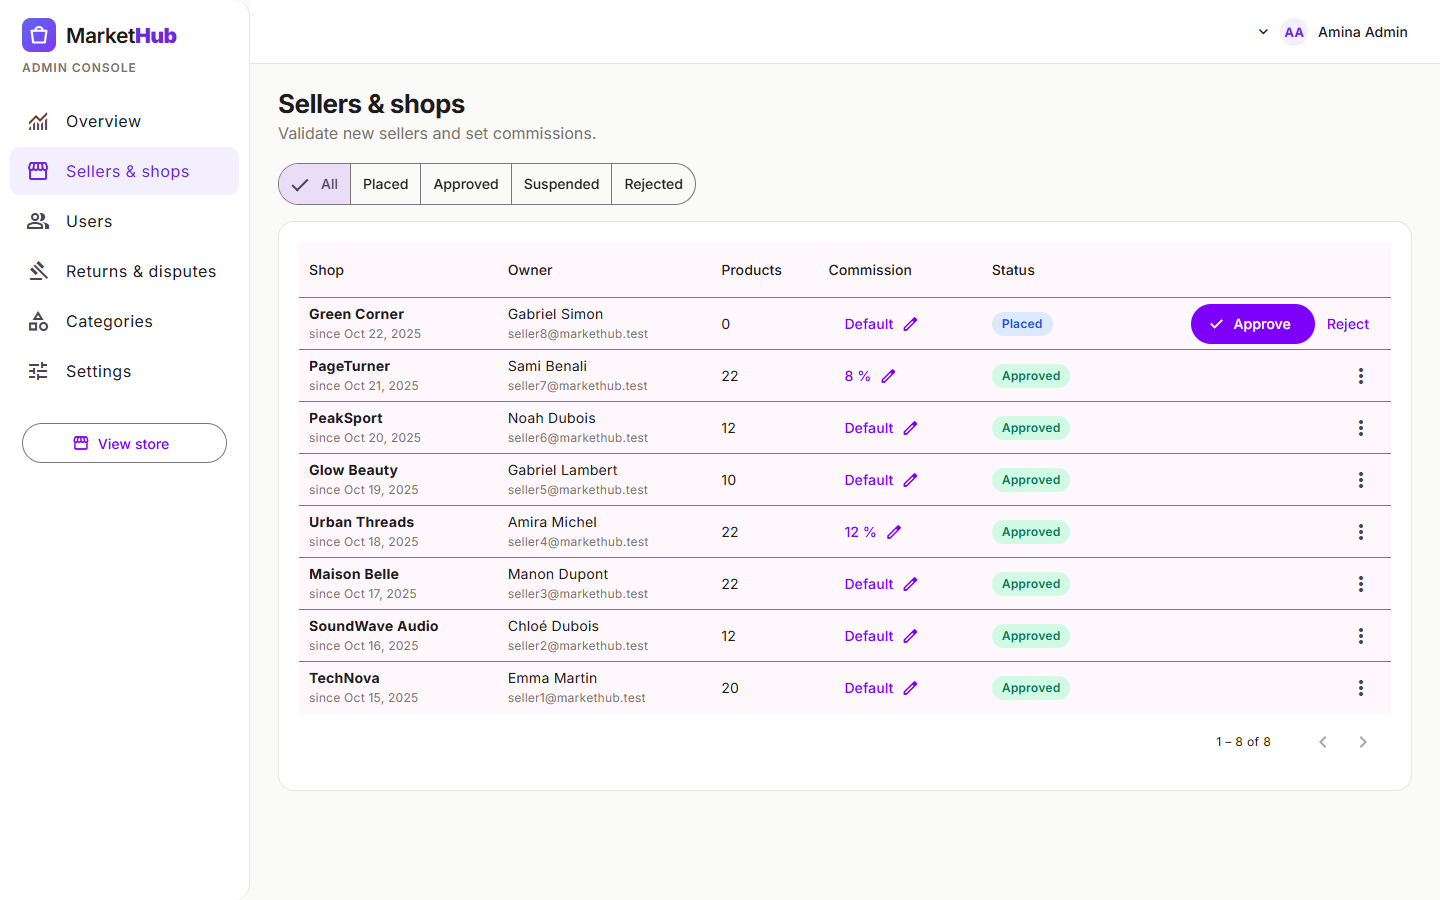 MarketHub
ADMIN CONSOLE
Overview
Sellers & shops
Users
Returns & disputes
Categories
Settings
View store
AA Amina Admin
Sellers & shops
Validate new sellers and set commissions.
All Placed Approved Suspended Rejected
Shop Owner Products Commission Status
Green Corner Gabriel Simon 0 Default Placed Approve Reject
since Oct 22, 2025 seller8@markethub.test
PageTurner Sami Benali 22 8 % Approved
since Oct 21, 2025 seller7@markethub.test
PeakSport Noah Dubois 12 Default Approved
since Oct 20, 2025 seller6@markethub.test
Glow Beauty Gabriel Lambert 10 Default Approved
since Oct 19, 2025 seller5@markethub.test
Urban Threads Amira Michel 22 12 % Approved
since Oct 18, 2025 seller4@markethub.test
Maison Belle Manon Dupont 22 Default Approved
since Oct 17, 2025 seller3@markethub.test
SoundWave Audio Chloé Dubois 12 Default Approved
since Oct 16, 2025 seller2@markethub.test
TechNova Emma Martin 20 Default Approved
since Oct 15, 2025 seller1@markethub.test
1 – 8 of 8